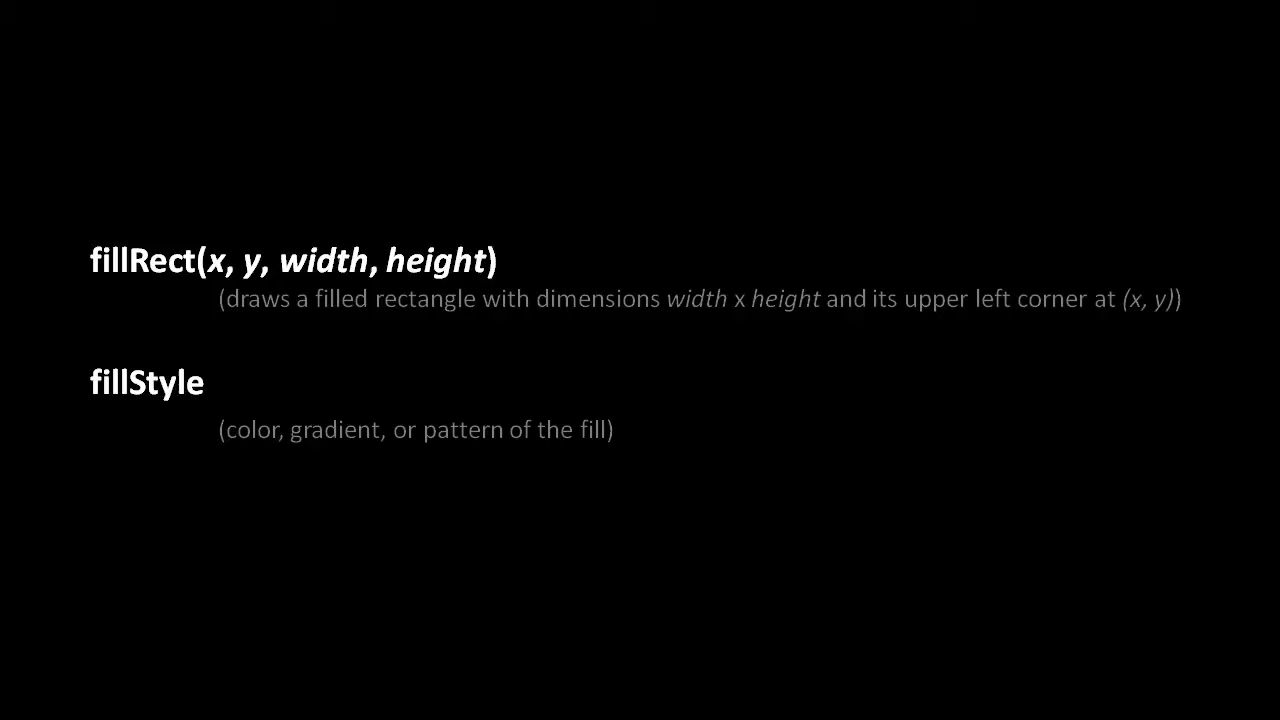 fillRect(x, y, width, height)
(draws a filled rectangle with dimensions width x height and its upper left corner at (x, y))
fillStyle
(color, gradient, or pattern of the fill)